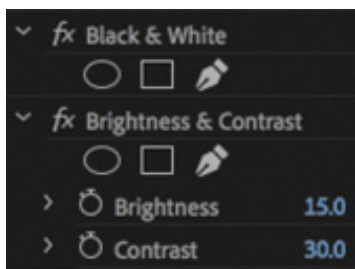 fx Black & White
fx Brightness & Contrast
Brightness 15.0
Contrast 30.0